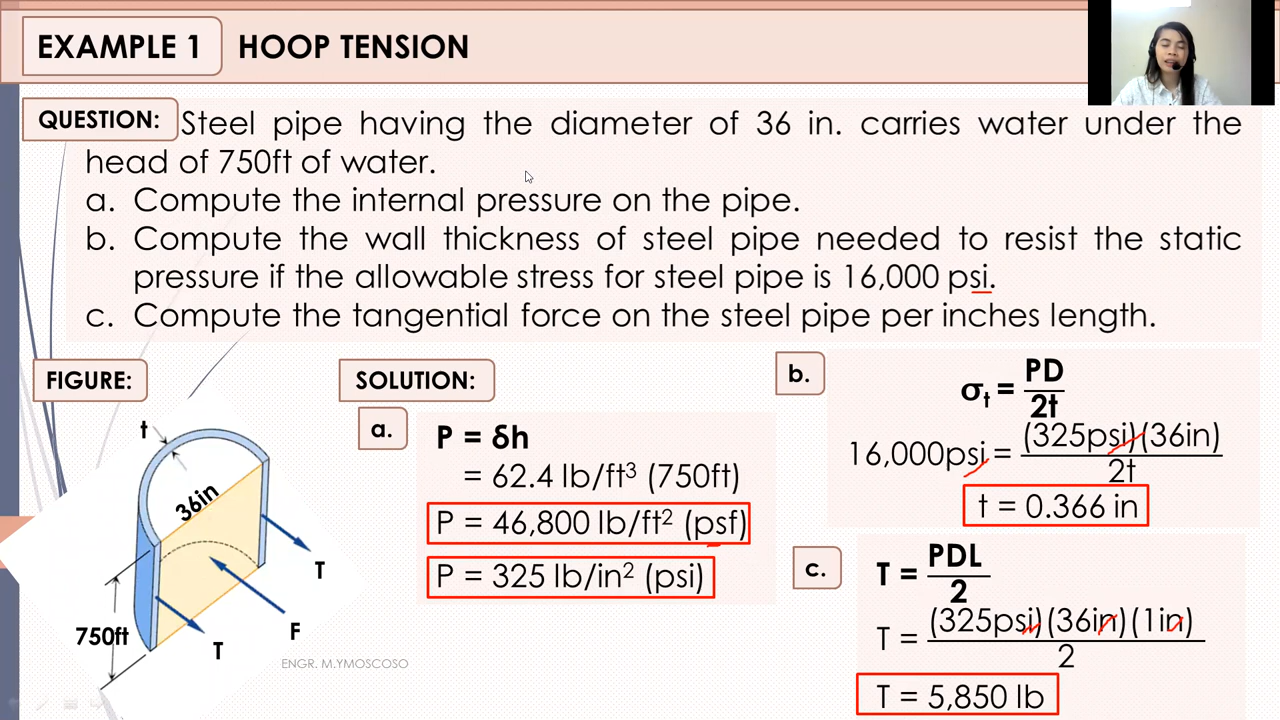 EXAMPLE 1 HOOP TENSION
QUESTION: Steel pipe having the diameter of 36 in. carries water under the
head of 750ft of water.
a. Compute the internal pressure on the pipe.
b. Compute the wall thickness of steel pipe needed to resist the static
pressure if the allowable stress for steel pipe is 16,000 psi.
c. Compute the tangential force on the steel pipe per inches length.
FIGURE:
t
36in
T
F
750ft
T
SOLUTION:
a.
P = δh
= 62.4 lb/ft³ (750ft)
P = 46,800 lb/ft² (psf)
P = 325 lb/in² (psi)
ENGR. M.YMOSCOSO
b.
σt = PD
2t
16,000psi = (325psi)(36in)
2t
t = 0.366 in
c.
T = PDL
2
T = (325psi)(36in)(1in)
2
T = 5,850 lb